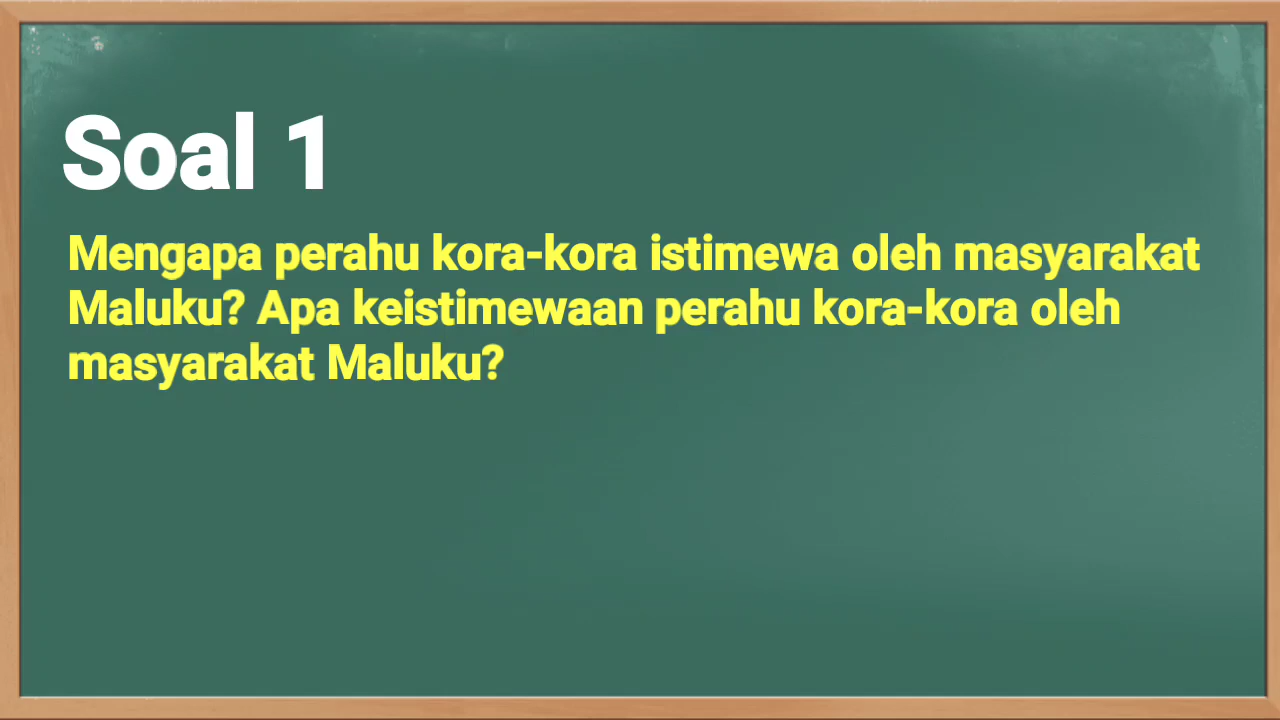 Soal 1
Mengapa perahu kora-kora istimewa oleh masyarakat
Maluku? Apa keistimewaan perahu kora-kora oleh
masyarakat Maluku?